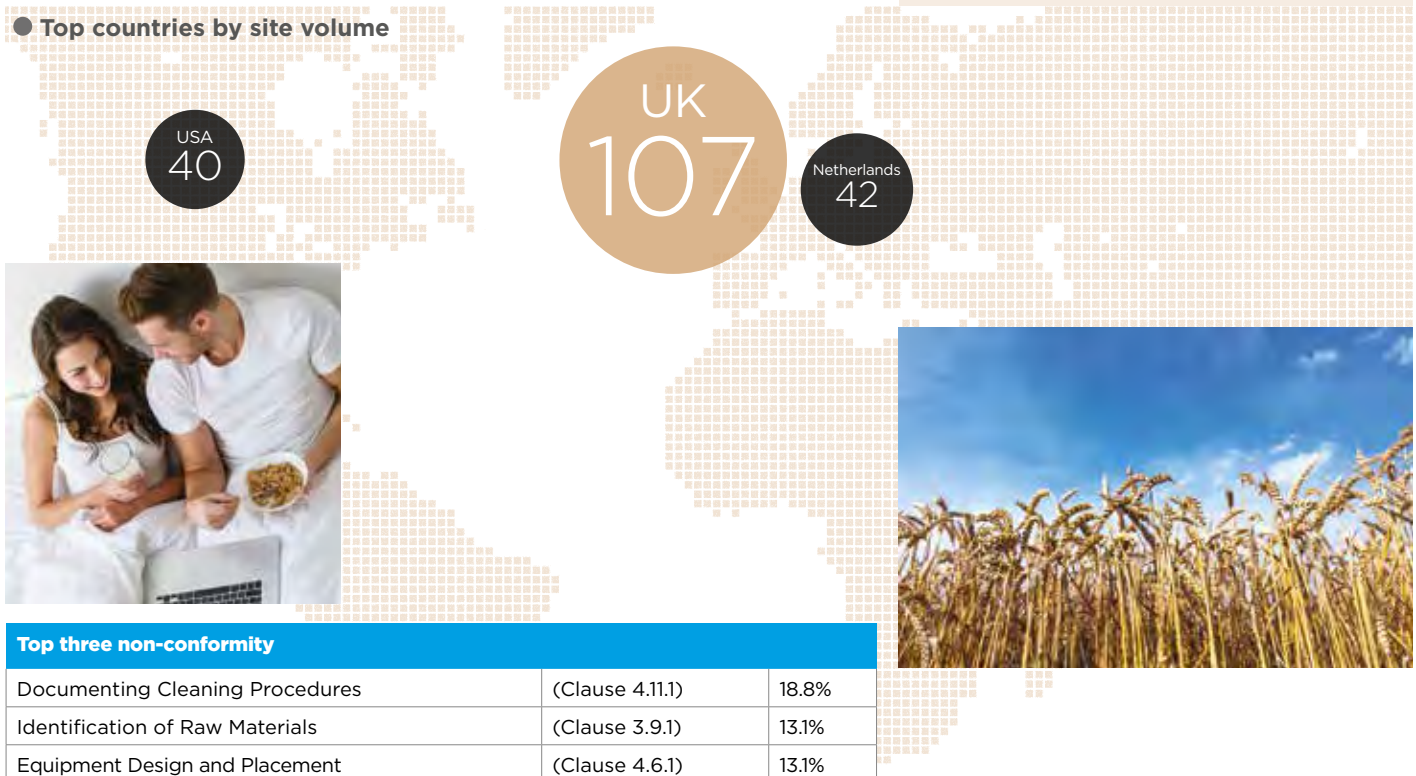 Top countries by site volume
USA
40
UK
107
Netherlands
42
Top three non-conformity
Documenting Cleaning Procedures (Clause 4.11.1) 18.8%
Identification of Raw Materials (Clause 3.9.1) 13.1%
Equipment Design and Placement (Clause 4.6.1) 13.1%